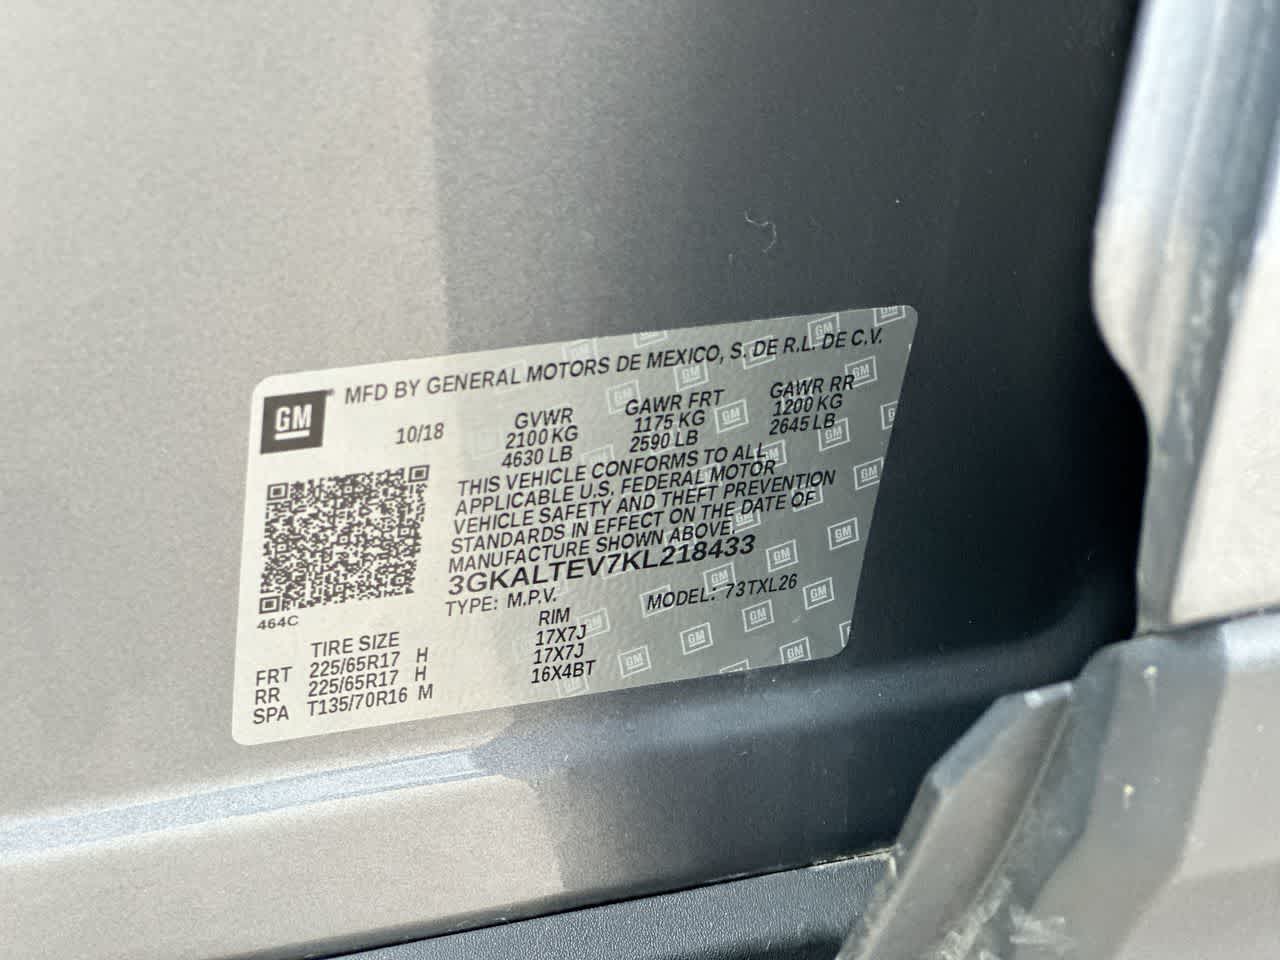 GM® MFD BY GENERAL MOTORS DE MEXICO, S. DE R.L. DE C.V.
10/18
GVWR GAWR FRT GAWR RR
2100 KG 1175 KG 1200 KG
4630 LB 2590 LB 2645 LB
THIS VEHICLE CONFORMS TO ALL
APPLICABLE U.S. FEDERAL MOTOR
VEHICLE SAFETY AND THEFT PREVENTION
STANDARDS IN EFFECT ON THE DATE OF
MANUFACTURE SHOWN ABOVE.
3GKALTEV7KL218433
TYPE: M.P.V. MODEL: 73TXL26
464C
TIRE SIZE RIM
FRT 225/65R17 H 17X7J
RR 225/65R17 H 17X7J
SPA T135/70R16 M 16X4BT